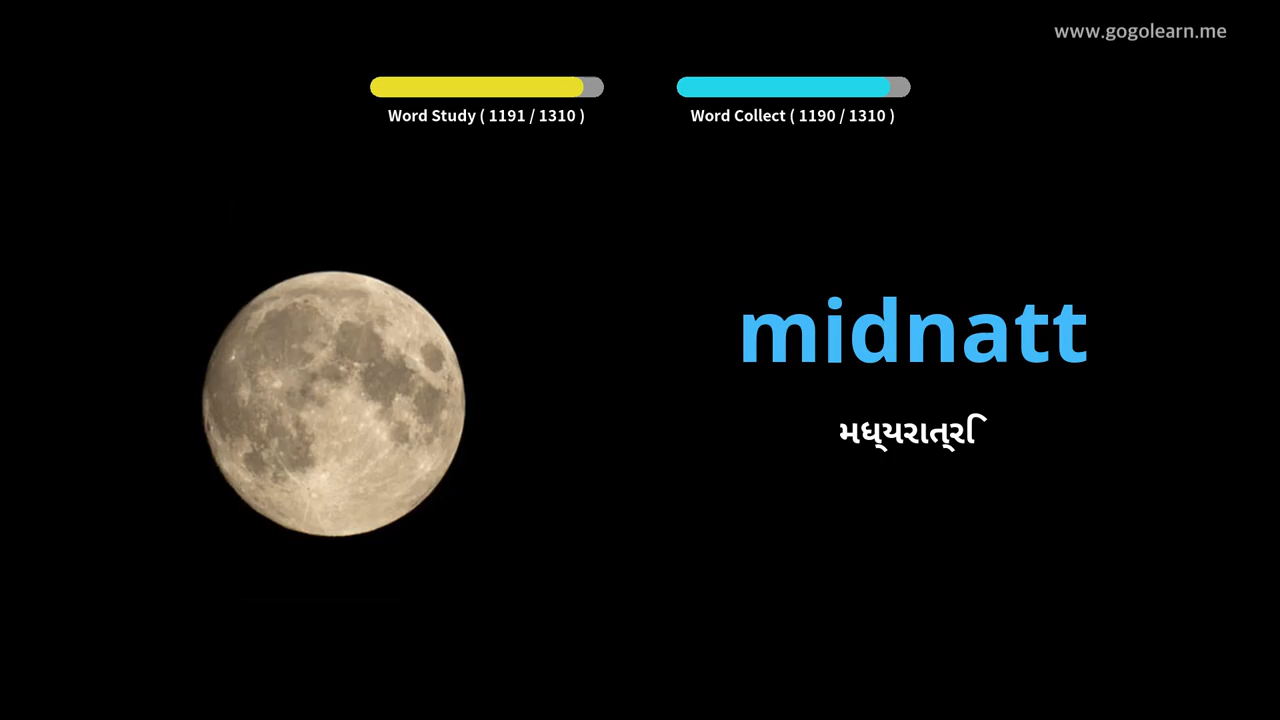 www.gogolearn.me
Word Study ( 1191 / 1310 )
Word Collect ( 1190 / 1310 )
midnatt
મધ્યરાત્રિ